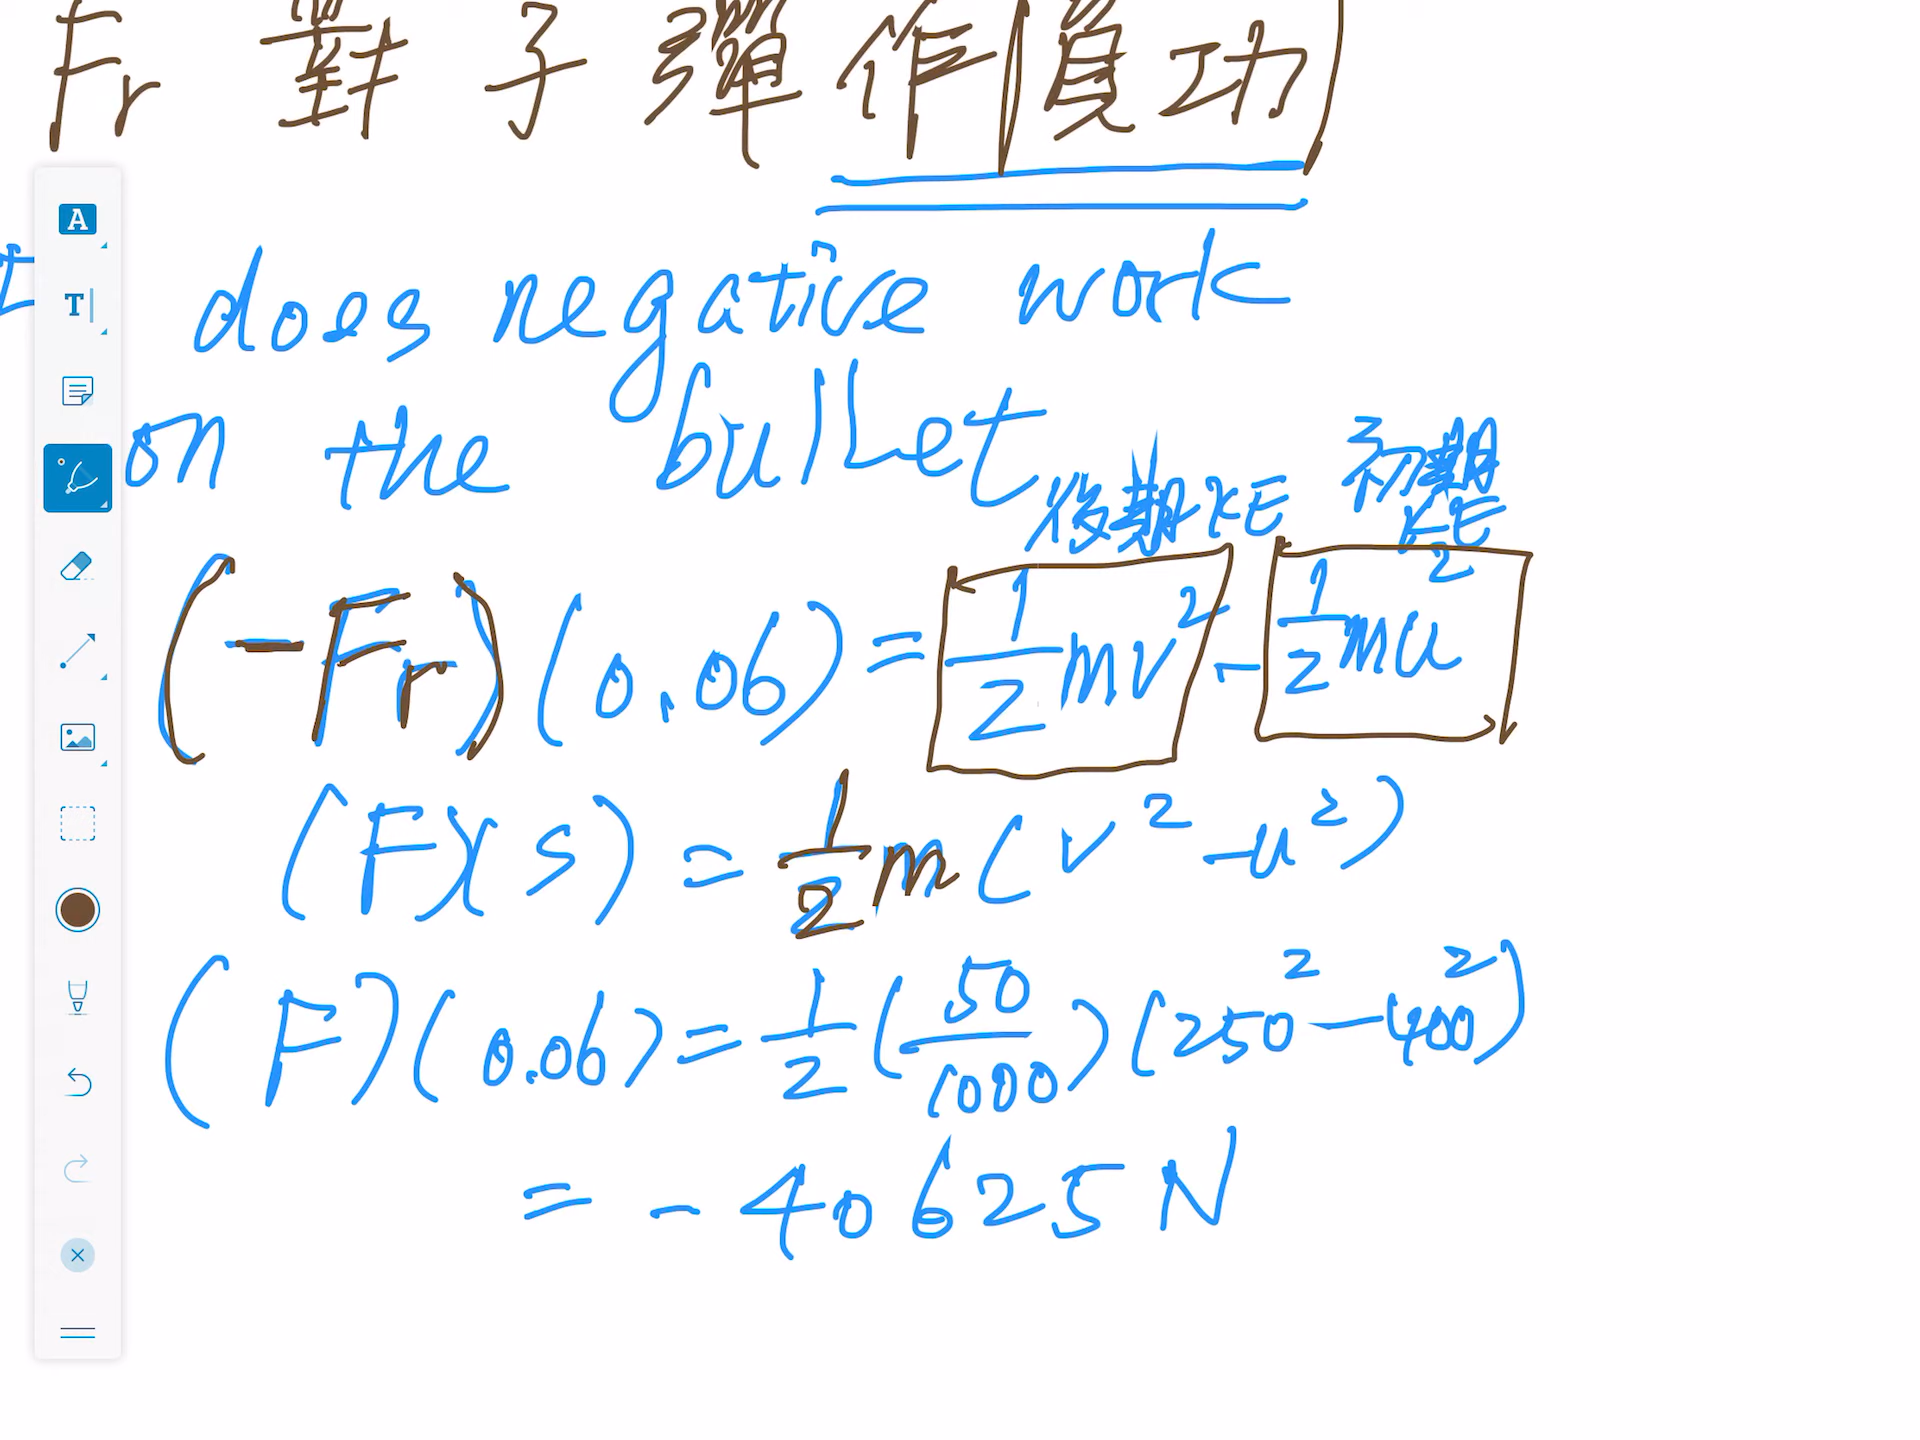 Fr 對子彈作負功
does negative work
on the bullet
後期KE 初期KE
(-Fr)(0.06) = 1/2 mv² - 1/2 mu²
(F)(s) = 1/2 m(v² - u²)
(F)(0.06) = 1/2 (50/1000)(250² - 400²)
= -40625 N